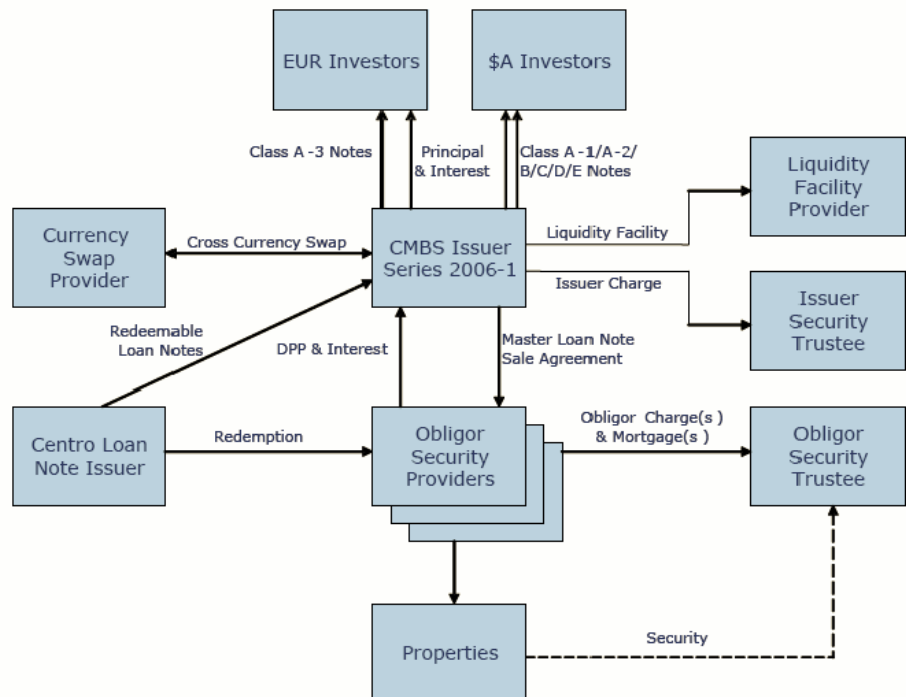 EUR Investors
$A Investors
Class A -3 Notes
Principal
& Interest
Class A -1/A -2/
B/C/D/E Notes
Liquidity
Facility
Provider
Currency
Swap
Provider
Cross Currency Swap
CMBS Issuer
Series 2006-1
Liquidity Facility
Issuer Charge
Issuer
Security
Trustee
Redeemable
Loan Notes
DPP & Interest
Master Loan Note
Sale Agreement
Centro Loan
Note Issuer
Redemption
Obligor
Security
Providers
Obligor Charge(s )
& Mortgage(s )
Obligor
Security
Trustee
Properties
Security